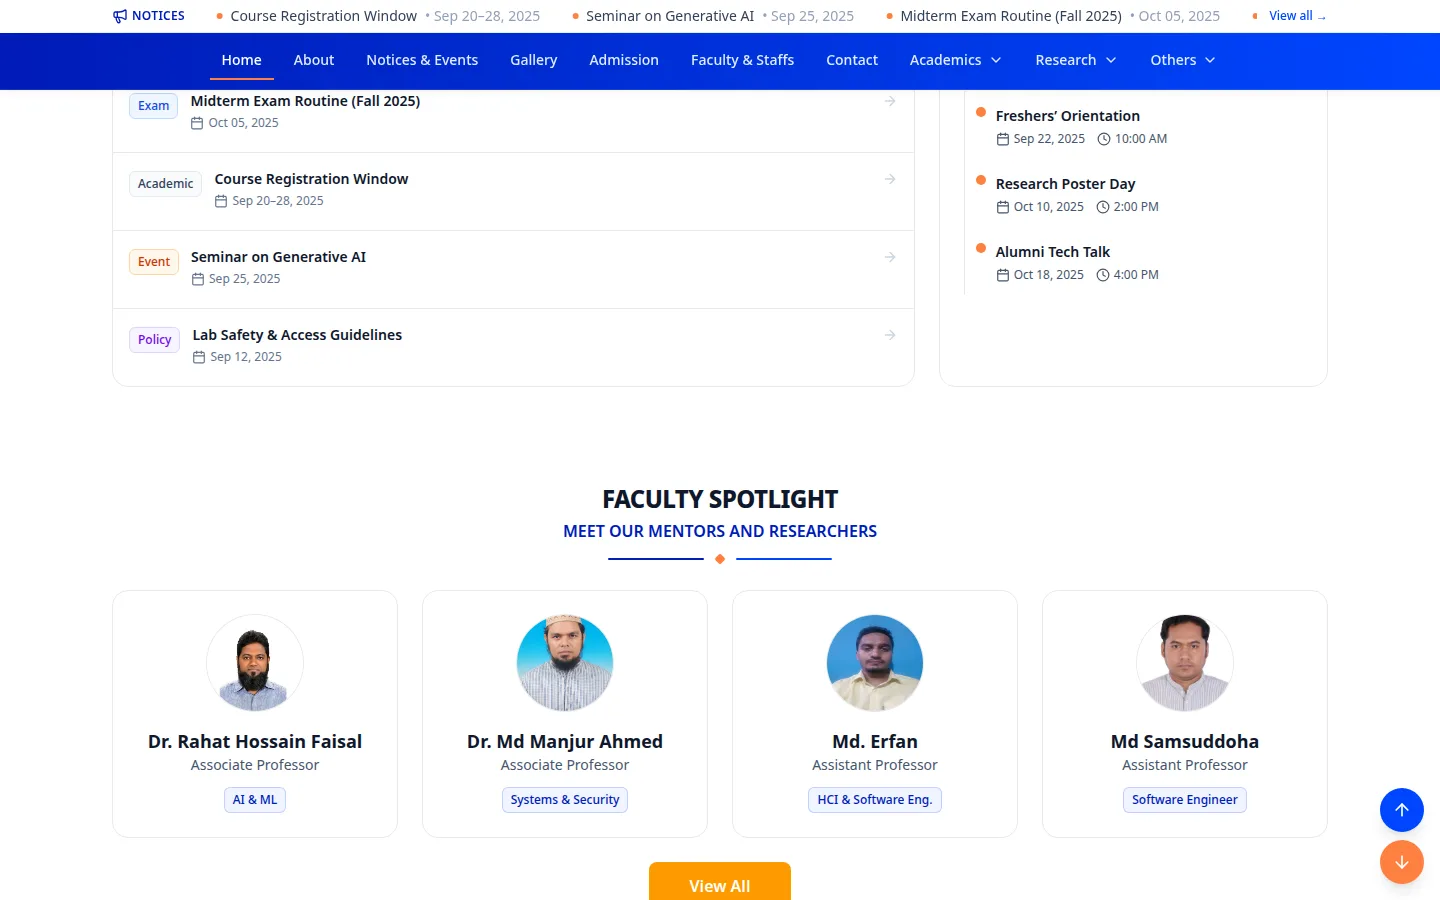 NOTICES
Course Registration Window • Sep 20–28, 2025
Seminar on Generative AI • Sep 25, 2025
Midterm Exam Routine (Fall 2025) • Oct 05, 2025
View all →
Home
About
Notices & Events
Gallery
Admission
Faculty & Staffs
Contact
Academics
Research
Others
Exam
Midterm Exam Routine (Fall 2025)
Oct 05, 2025
Academic
Course Registration Window
Sep 20–28, 2025
Event
Seminar on Generative AI
Sep 25, 2025
Policy
Lab Safety & Access Guidelines
Sep 12, 2025
Freshers’ Orientation
Sep 22, 2025 10:00 AM
Research Poster Day
Oct 10, 2025 2:00 PM
Alumni Tech Talk
Oct 18, 2025 4:00 PM
FACULTY SPOTLIGHT
MEET OUR MENTORS AND RESEARCHERS
Dr. Rahat Hossain Faisal
Associate Professor
AI & ML
Dr. Md Manjur Ahmed
Associate Professor
Systems & Security
Md. Erfan
Assistant Professor
HCI & Software Eng.
Md Samsuddoha
Assistant Professor
Software Engineer
View All